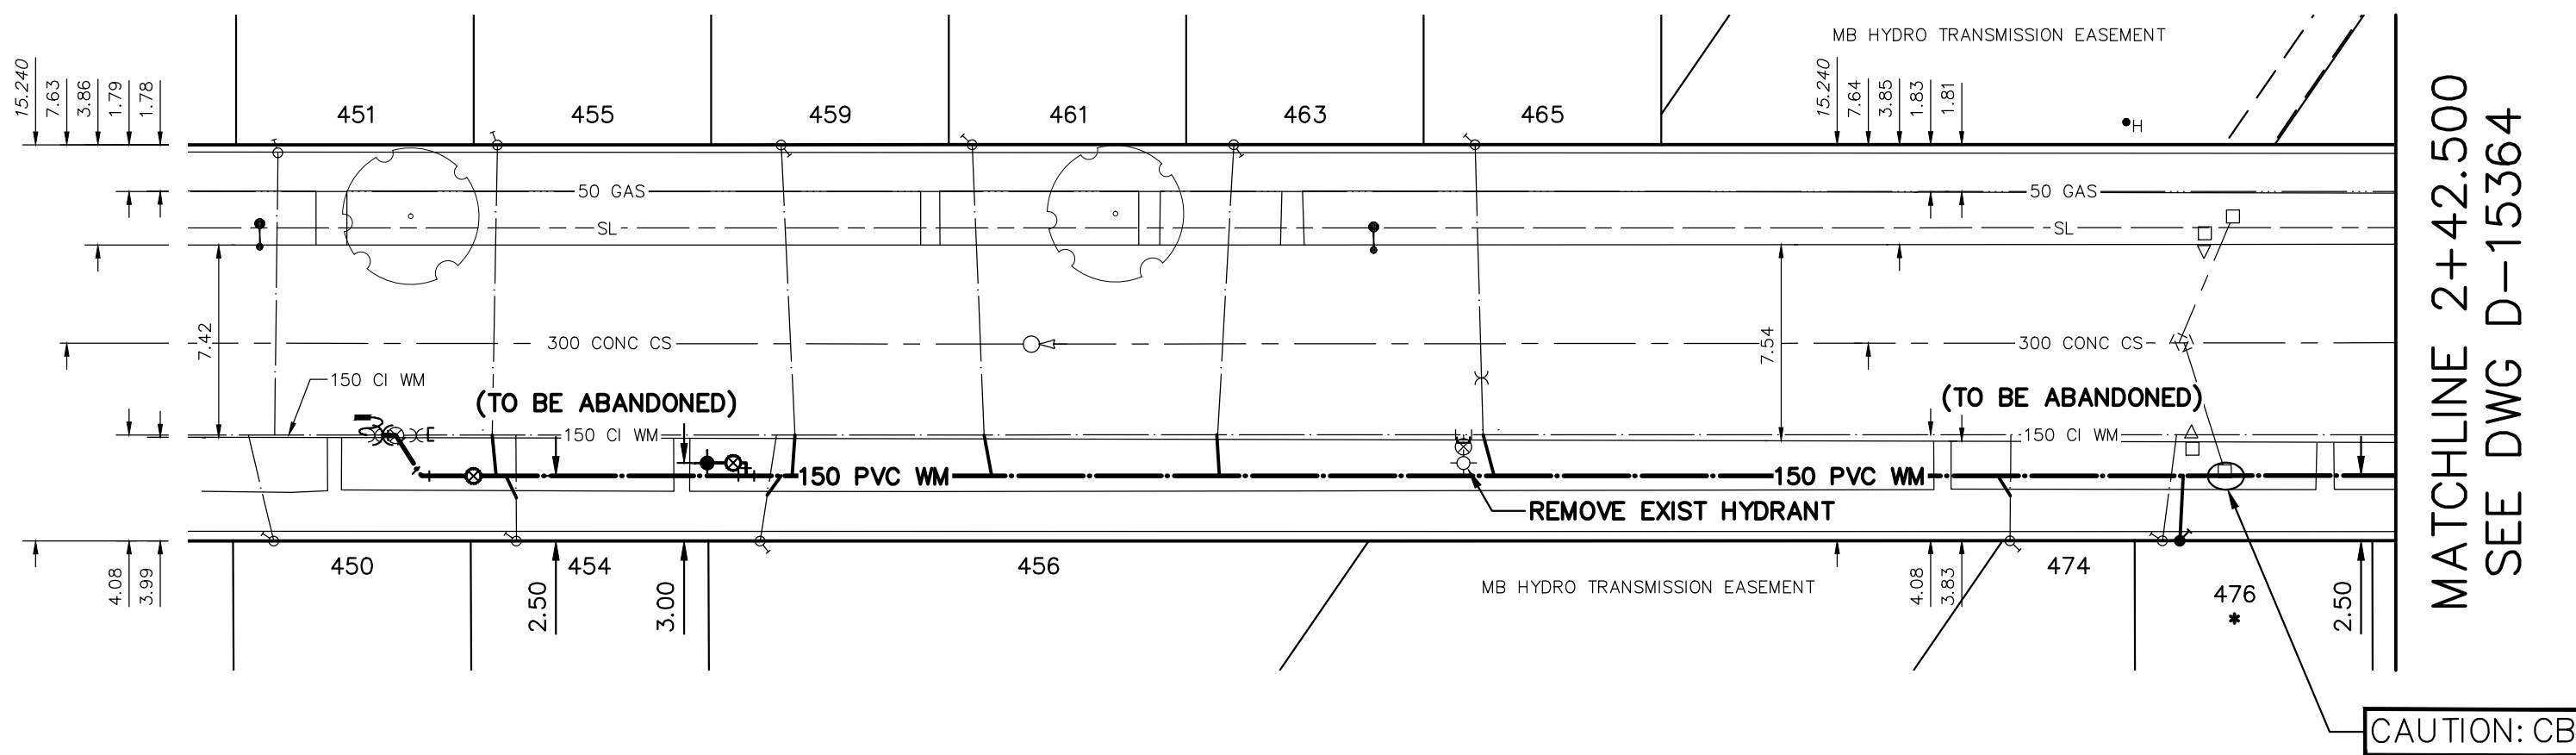 MB HYDRO TRANSMISSION EASEMENT
15.240
7.63
3.86
1.79
1.78
15.240
7.64
3.85
1.83
1.81
451
455
459
461
463
465
H
50 GAS
50 GAS
SL
SL
7.42
7.54
300 CONC CS
300 CONC CS
150 CI WM
(TO BE ABANDONED)
(TO BE ABANDONED)
E
150 CI WM
150 CI WM
150 PVC WM
150 PVC WM
REMOVE EXIST HYDRANT
450
454
456
474
476
*
MB HYDRO TRANSMISSION EASEMENT
4.08
3.99
2.50
3.00
4.08
3.83
2.50
MATCHLINE 2+42.500
SEE DWG D-15364
CAUTION: CB